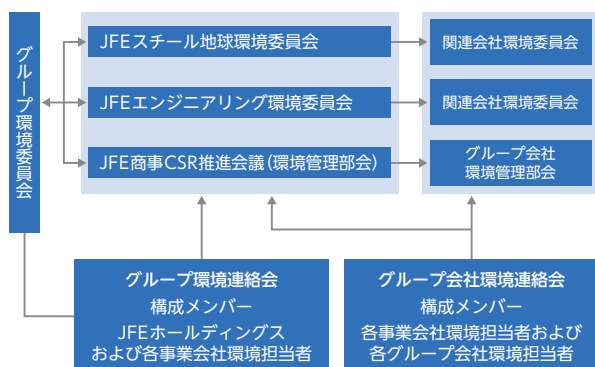 グループ環境委員会
JFEスチール地球環境委員会
関連会社環境委員会
JFEエンジニアリング環境委員会
関連会社環境委員会
JFE商事CSR推進会議(環境管理部会)
グループ会社
環境管理部会
グループ環境連絡会
構成メンバー
JFEホールディングス
および各事業会社環境担当者
グループ会社環境連絡会
構成メンバー
各事業会社環境担当者および
各グループ会社環境担当者